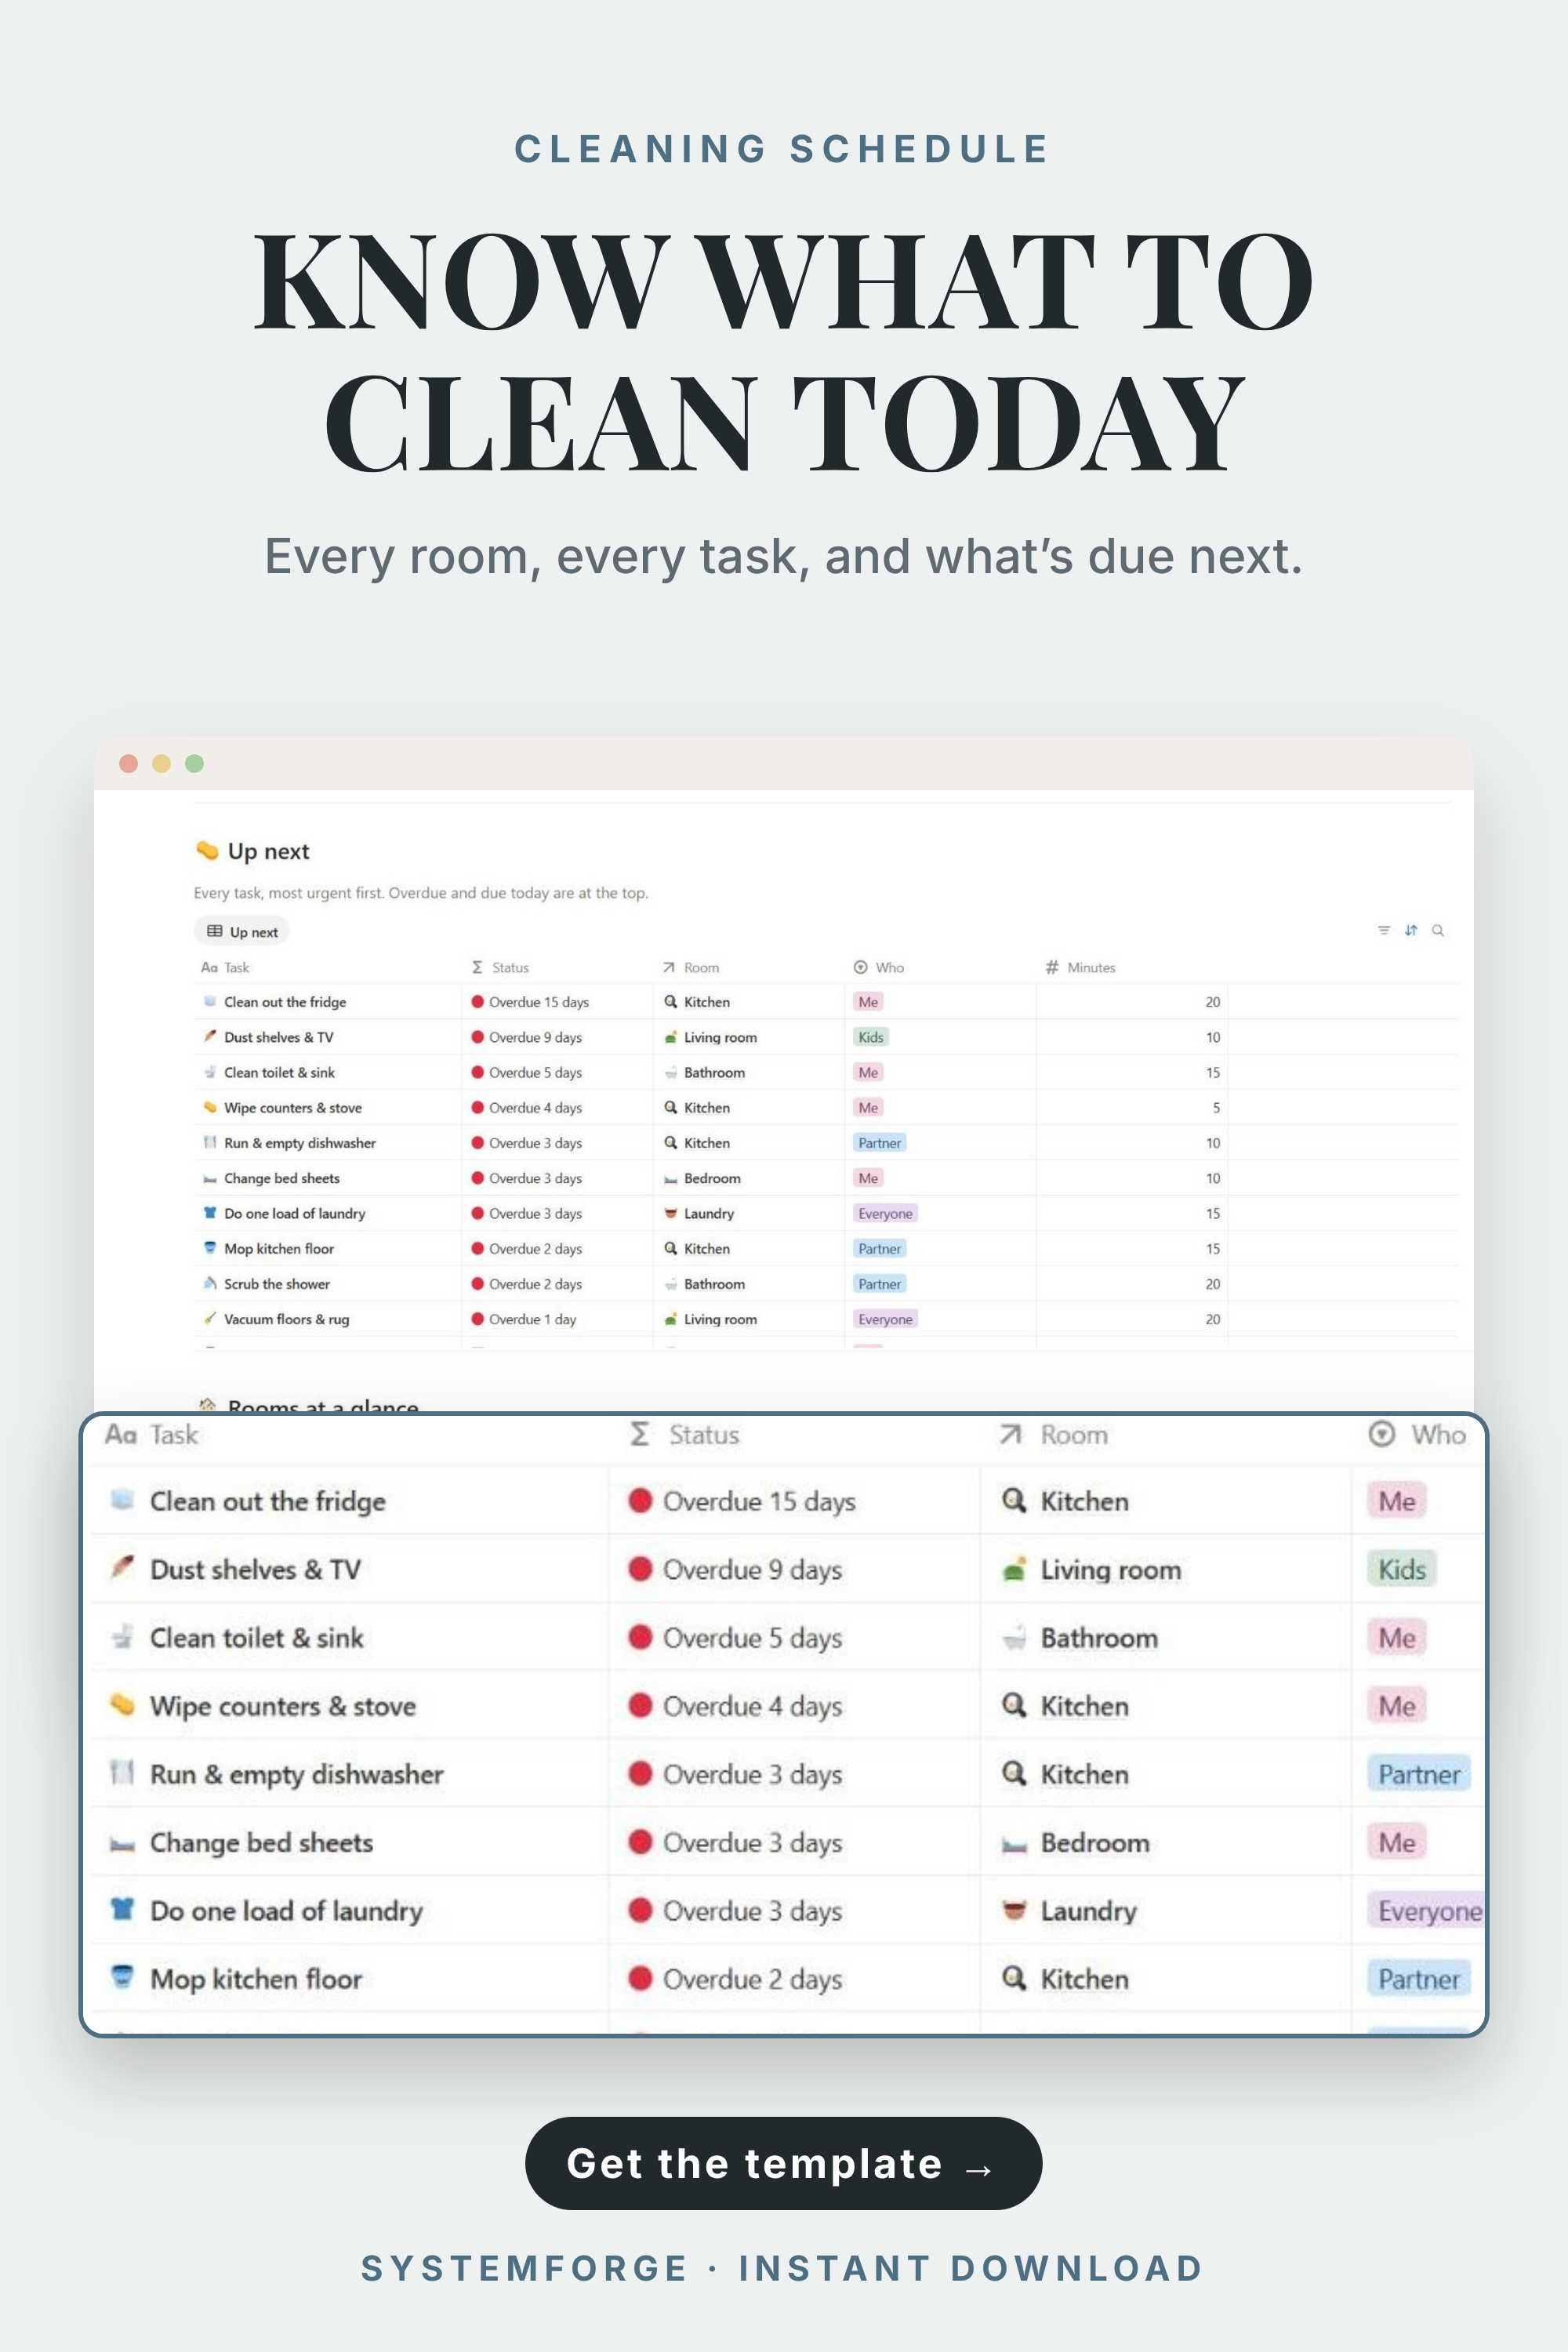 CLEANING SCHEDULE
KNOW WHAT TO
CLEAN TODAY
Every room, every task, and what’s due next.
Up next
Every task, most urgent first. Overdue and due today are at the top.
Up next
Aa Task Σ Status Room Who # Minutes
Clean out the fridge Overdue 15 days Kitchen Me 20
Dust shelves & TV Overdue 9 days Living room Kids 10
Clean toilet & sink Overdue 5 days Bathroom Me 15
Wipe counters & stove Overdue 4 days Kitchen Me 5
Run & empty dishwasher Overdue 3 days Kitchen Partner 10
Change bed sheets Overdue 3 days Bedroom Me 10
Do one load of laundry Overdue 3 days Laundry Everyone 15
Mop kitchen floor Overdue 2 days Kitchen Partner 15
Scrub the shower Overdue 2 days Bathroom Partner 20
Vacuum floors & rug Overdue 1 day Living room Everyone 20
Rooms at a glance
Aa Task Σ Status Room Who
Clean out the fridge Overdue 15 days Kitchen Me
Dust shelves & TV Overdue 9 days Living room Kids
Clean toilet & sink Overdue 5 days Bathroom Me
Wipe counters & stove Overdue 4 days Kitchen Me
Run & empty dishwasher Overdue 3 days Kitchen Partner
Change bed sheets Overdue 3 days Bedroom Me
Do one load of laundry Overdue 3 days Laundry Everyone
Mop kitchen floor Overdue 2 days Kitchen Partner
Get the template →
SYSTEMFORGE · INSTANT DOWNLOAD